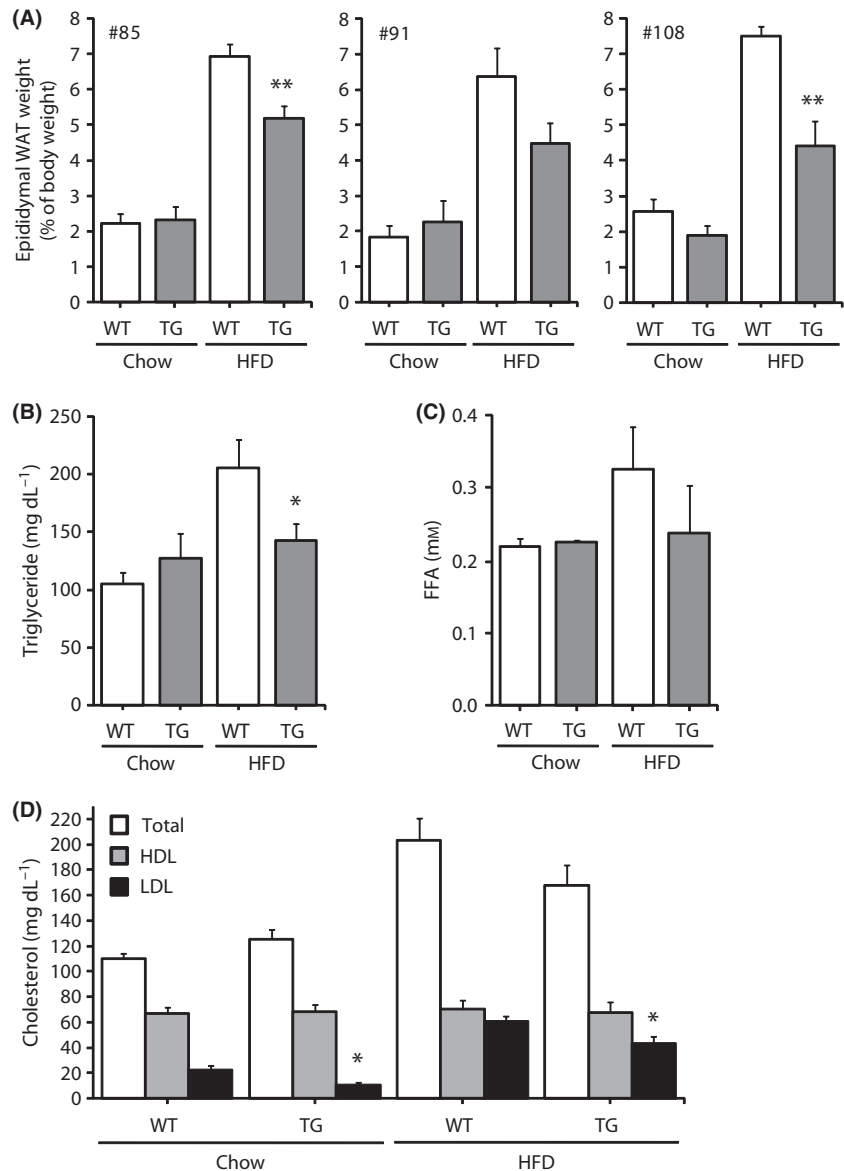 (A)
Epididymal WAT weight
(% of body weight)
8
7
6
5
4
3
2
1
0
#85
**
WT TG WT TG
Chow HFD
8
7
6
5
4
3
2
1
0
#91
WT TG WT TG
Chow HFD
8
7
6
5
4
3
2
1
0
#108
**
WT TG WT TG
Chow HFD
(B)
Triglyceride (mg dL⁻¹)
250
200
150
100
50
0
*
WT TG WT TG
Chow HFD
(C)
FFA (mM)
0.4
0.3
0.2
0.1
0.0
WT TG WT TG
Chow HFD
(D)
Cholesterol (mg dL⁻¹)
220
200
180
160
140
120
100
80
60
40
20
0
Total
HDL
LDL
*
*
WT TG WT TG
Chow HFD